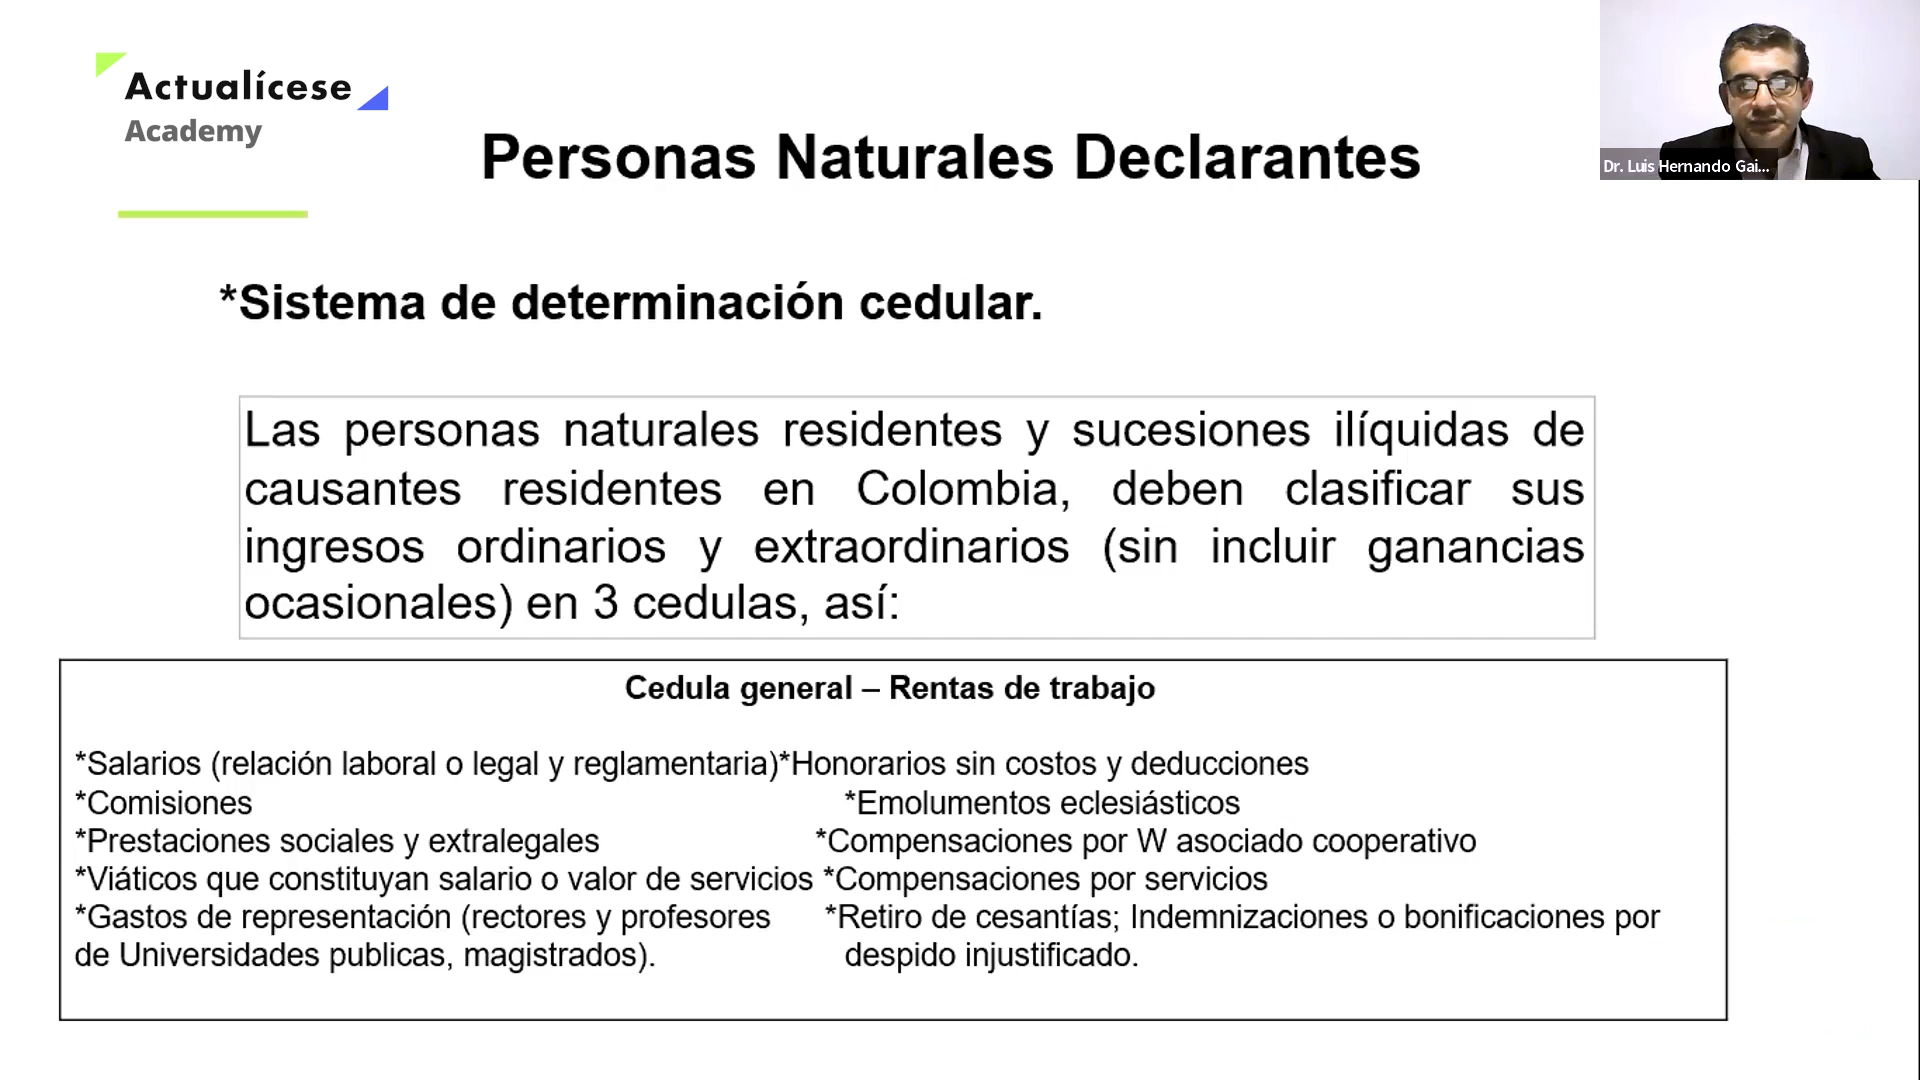 Actualícese
Academy
Dr. Luis Hernando Gai...
Personas Naturales Declarantes
*Sistema de determinación cedular.
Las personas naturales residentes y sucesiones ilíquidas de
causantes residentes en Colombia, deben clasificar sus
ingresos ordinarios y extraordinarios (sin incluir ganancias
ocasionales) en 3 cedulas, así:
Cedula general – Rentas de trabajo
*Salarios (relación laboral o legal y reglamentaria)*Honorarios sin costos y deducciones
*Comisiones *Emolumentos eclesiásticos
*Prestaciones sociales y extralegales *Compensaciones por W asociado cooperativo
*Viáticos que constituyan salario o valor de servicios *Compensaciones por servicios
*Gastos de representación (rectores y profesores *Retiro de cesantías; Indemnizaciones o bonificaciones por
de Universidades publicas, magistrados). despido injustificado.